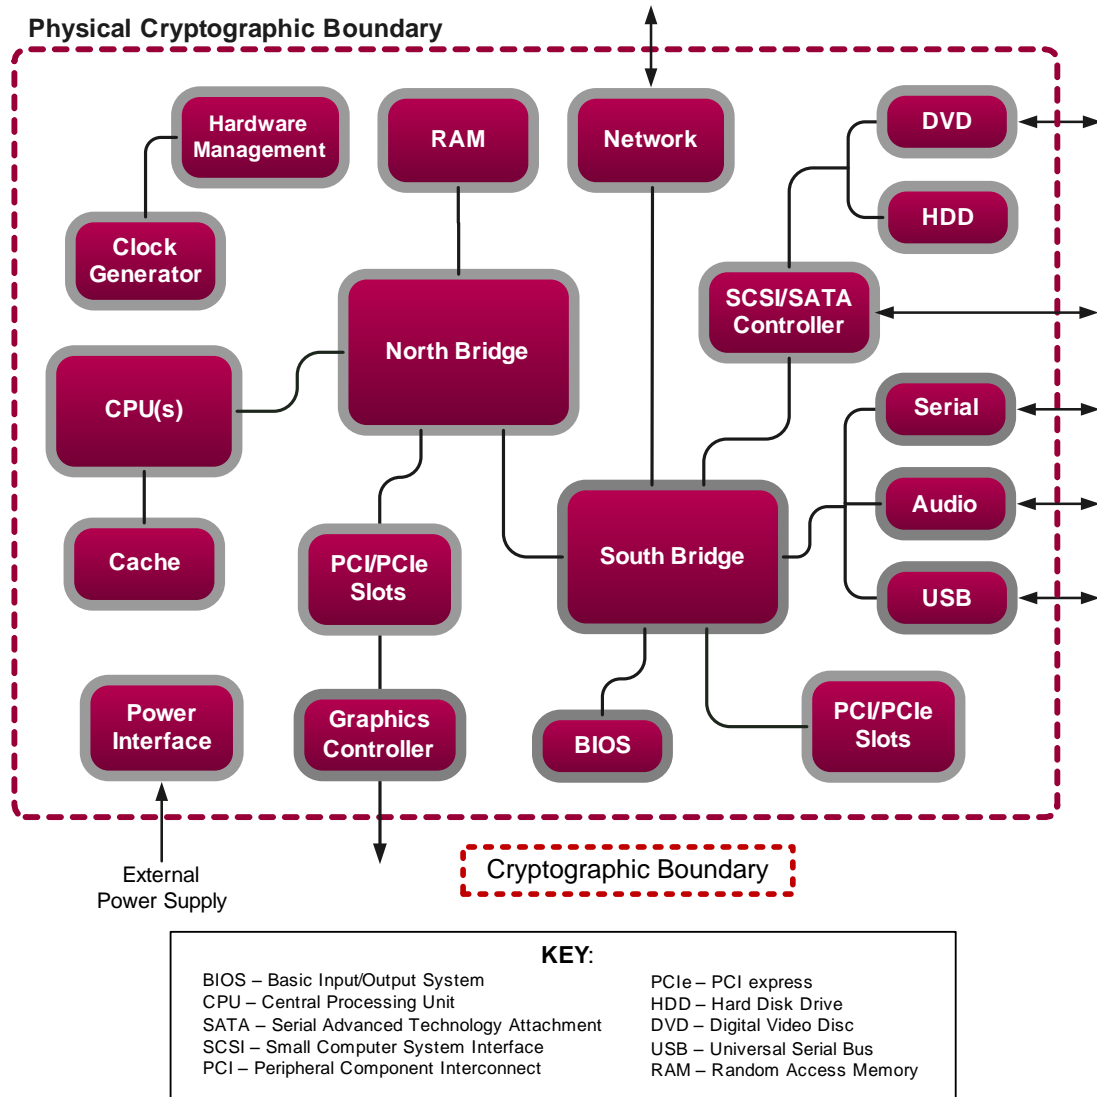 Physical Cryptographic Boundary
Hardware
Management
RAM
Network
DVD
HDD
Clock
Generator
North Bridge
SCSI/SATA
Controller
CPU(s)
Serial
Audio
USB
Cache
PCI/PCIe
Slots
South Bridge
Power
Interface
Graphics
Controller
BIOS
PCI/PCIe
Slots
External
Power Supply
Cryptographic Boundary
KEY:
BIOS – Basic Input/Output System
CPU – Central Processing Unit
SATA – Serial Advanced Technology Attachment
SCSI – Small Computer System Interface
PCI – Peripheral Component Interconnect
PCIe – PCI express
HDD – Hard Disk Drive
DVD – Digital Video Disc
USB – Universal Serial Bus
RAM – Random Access Memory